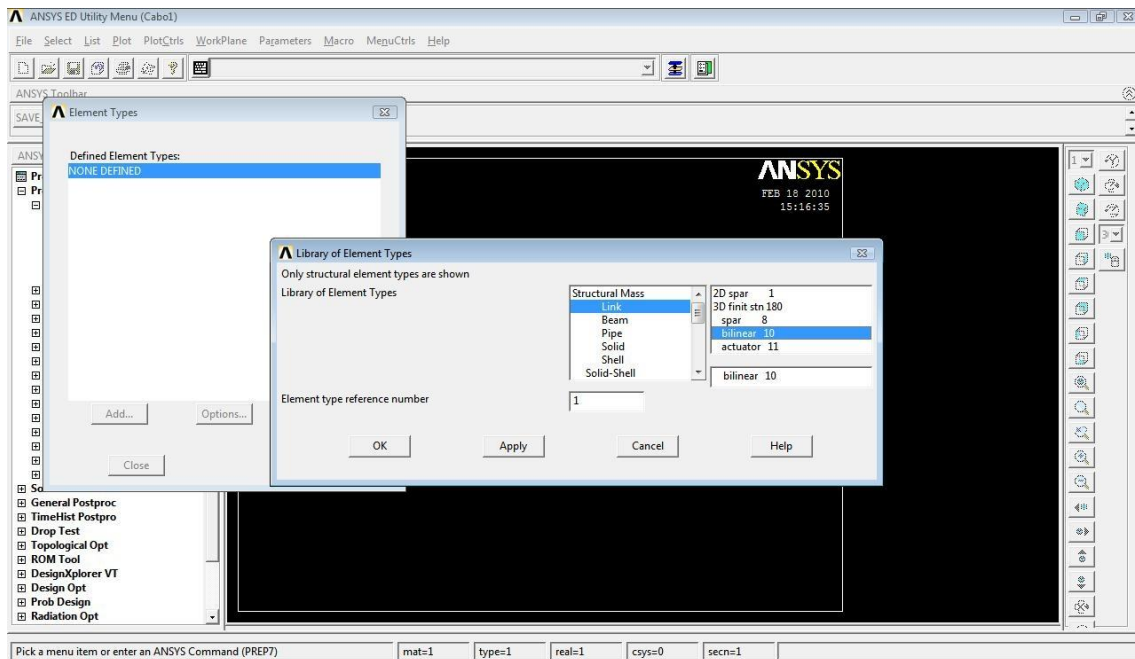 ANSYS ED Utility Menu (Cabo1)
File Select List Plot PlotCtrls WorkPlane Parameters Macro MenuCtrls Help
ANSYS Toolbar
SAVE_
Element Types
Defined Element Types:
NONE DEFINED
Add... Options...
Close
ANSYS
FEB 18 2010
15:16:35
1
Library of Element Types
Only structural element types are shown
Library of Element Types
Structural Mass
Link
Beam
Pipe
Solid
Shell
Solid-Shell
2D spar 1
3D finit stn 180
spar 8
bilinear 10
actuator 11
bilinear 10
Element type reference number 1
OK Apply Cancel Help
General Postproc
TimeHist Postpro
Drop Test
Topological Opt
ROM Tool
DesignXplorer VT
Design Opt
Prob Design
Radiation Opt
Pick a menu item or enter an ANSYS Command (PREP7) mat=1 type=1 real=1 csys=0 secn=1